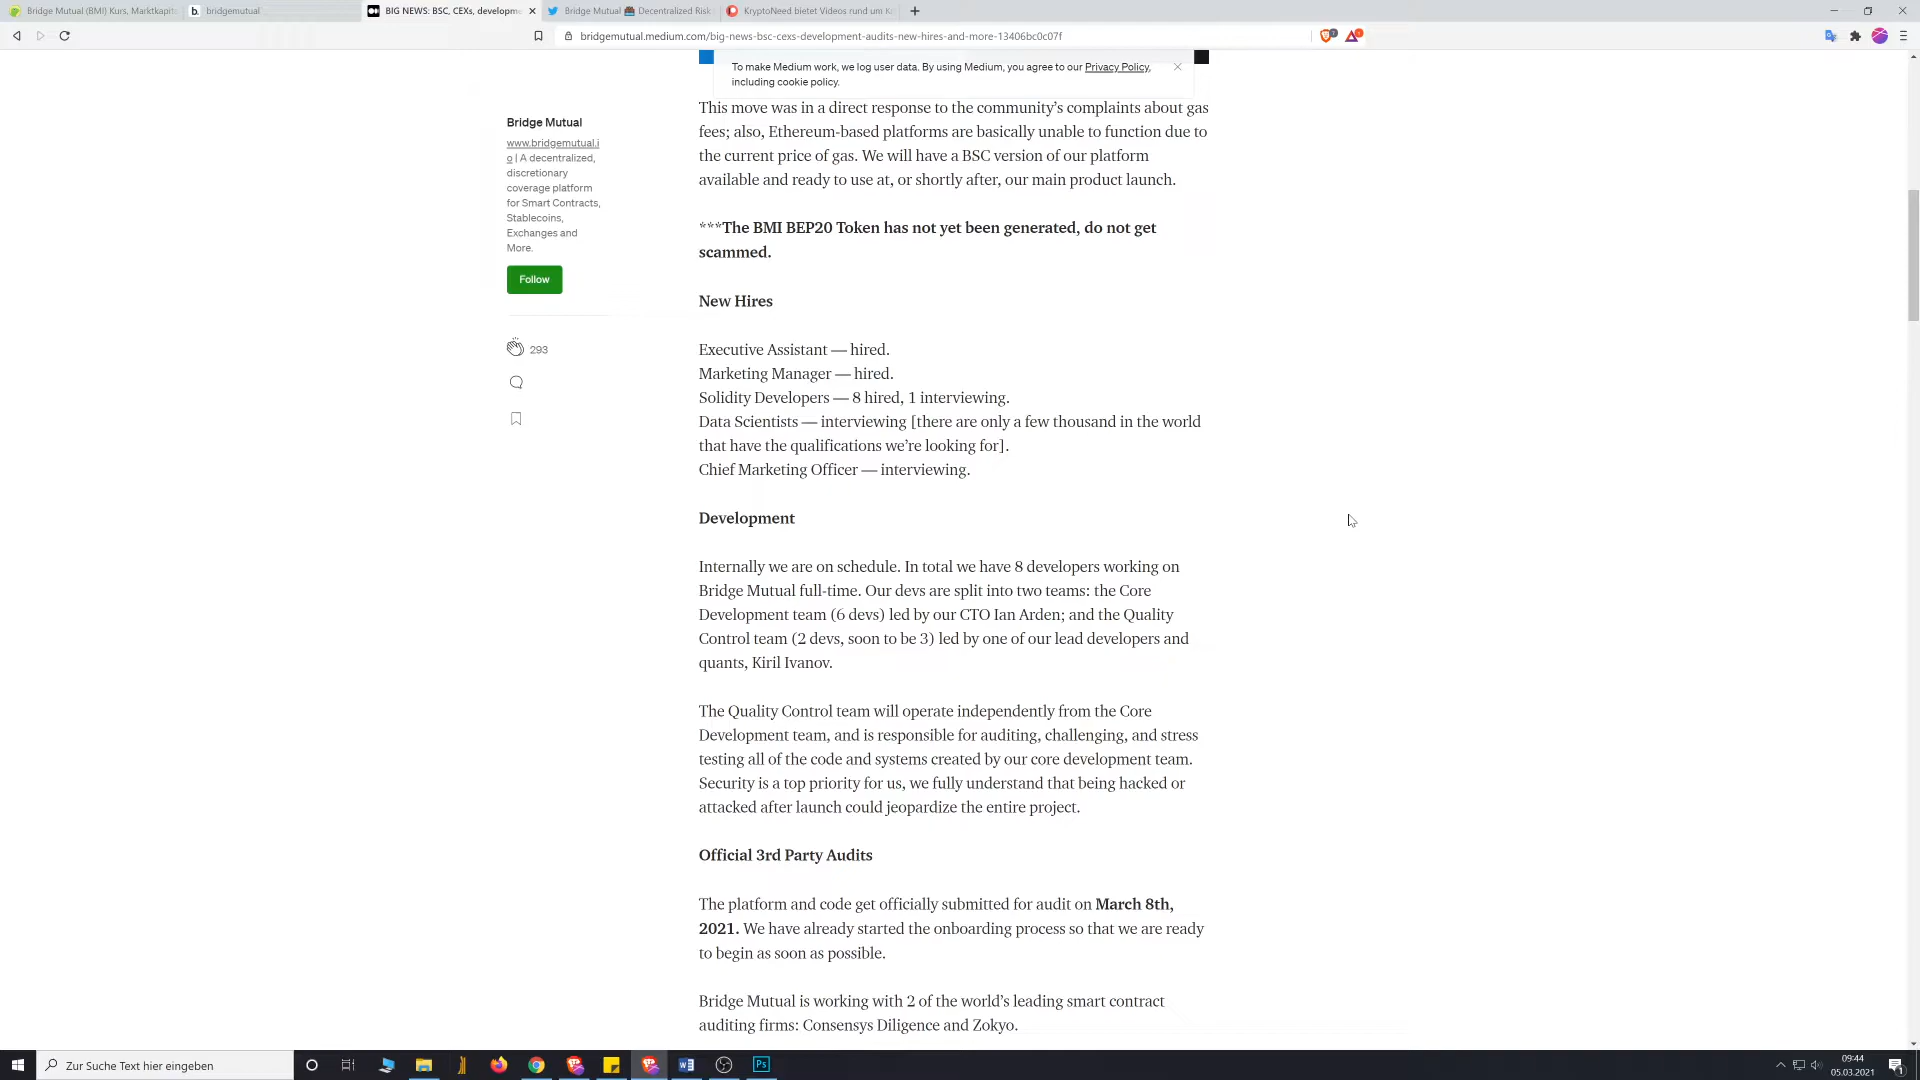 Bridge Mutual (BMI) Kurs, Marktkapit
bridgemutual
BIG NEWS: BSC, CEXs, developm
Bridge Mutual Decentralized Risk
KryptoNeed bietet Videos rund um K
bridgemutual.medium.com/big-news-bsc-cexs-development-audits-new-hires-and-more-13406bc0c07f
To make Medium work, we log user data. By using Medium, you agree to our Privacy Policy,
including cookie policy.
Bridge Mutual
www.bridgemutual.i
o | A decentralized,
discretionary
coverage platform
for Smart Contracts,
Stablecoins,
Exchanges and
More.
Follow
293
This move was in a direct response to the community’s complaints about gas
fees; also, Ethereum-based platforms are basically unable to function due to
the current price of gas. We will have a BSC version of our platform
available and ready to use at, or shortly after, our main product launch.
***The BMI BEP20 Token has not yet been generated, do not get
scammed.
New Hires
Executive Assistant — hired.
Marketing Manager — hired.
Solidity Developers — 8 hired, 1 interviewing.
Data Scientists — interviewing [there are only a few thousand in the world
that have the qualifications we’re looking for].
Chief Marketing Officer — interviewing.
Development
Internally we are on schedule. In total we have 8 developers working on
Bridge Mutual full-time. Our devs are split into two teams: the Core
Development team (6 devs) led by our CTO Ian Arden; and the Quality
Control team (2 devs, soon to be 3) led by one of our lead developers and
quants, Kiril Ivanov.
The Quality Control team will operate independently from the Core
Development team, and is responsible for auditing, challenging, and stress
testing all of the code and systems created by our core development team.
Security is a top priority for us, we fully understand that being hacked or
attacked after launch could jeopardize the entire project.
Official 3rd Party Audits
The platform and code get officially submitted for audit on March 8th,
2021. We have already started the onboarding process so that we are ready
to begin as soon as possible.
Bridge Mutual is working with 2 of the world’s leading smart contract
auditing firms: Consensys Diligence and Zokyo.
Zur Suche Text hier eingeben
Ps
09:44
05.03.2021